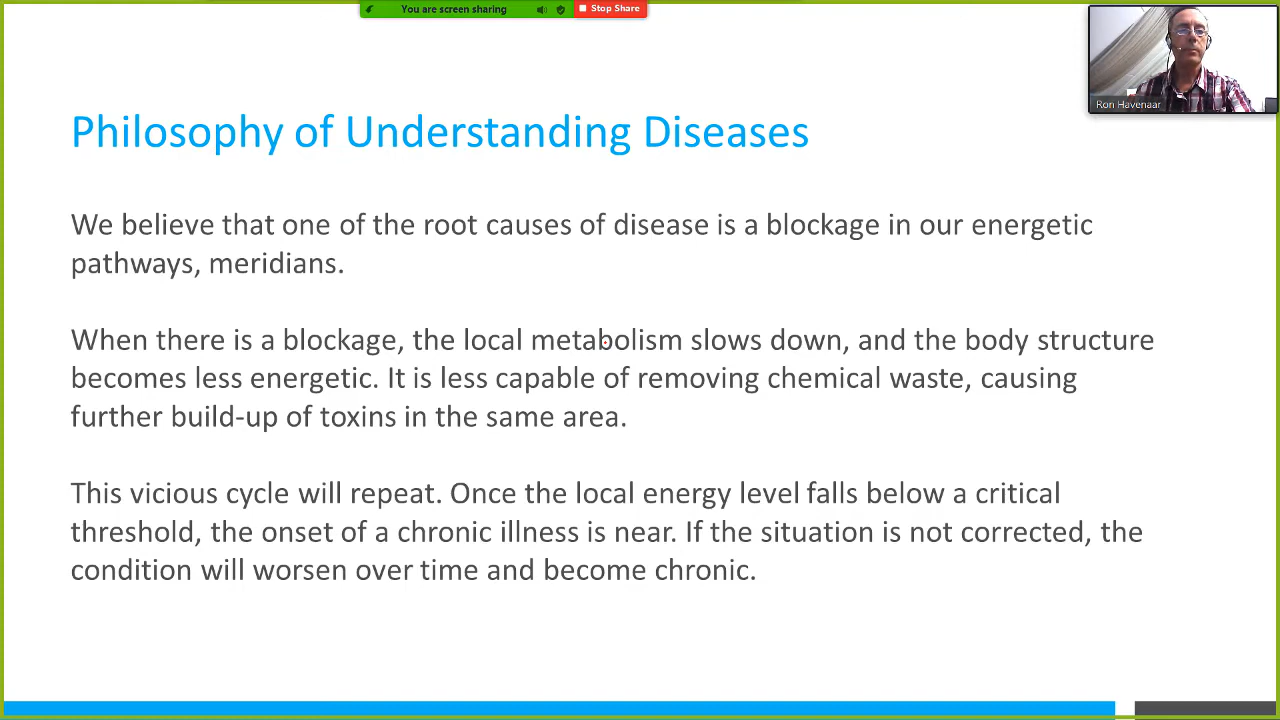 You are screen sharing
Stop Share
Ron Havenaar
Philosophy of Understanding Diseases
We believe that one of the root causes of disease is a blockage in our energetic
pathways, meridians.
When there is a blockage, the local metabolism slows down, and the body structure
becomes less energetic. It is less capable of removing chemical waste, causing
further build-up of toxins in the same area.
This vicious cycle will repeat. Once the local energy level falls below a critical
threshold, the onset of a chronic illness is near. If the situation is not corrected, the
condition will worsen over time and become chronic.